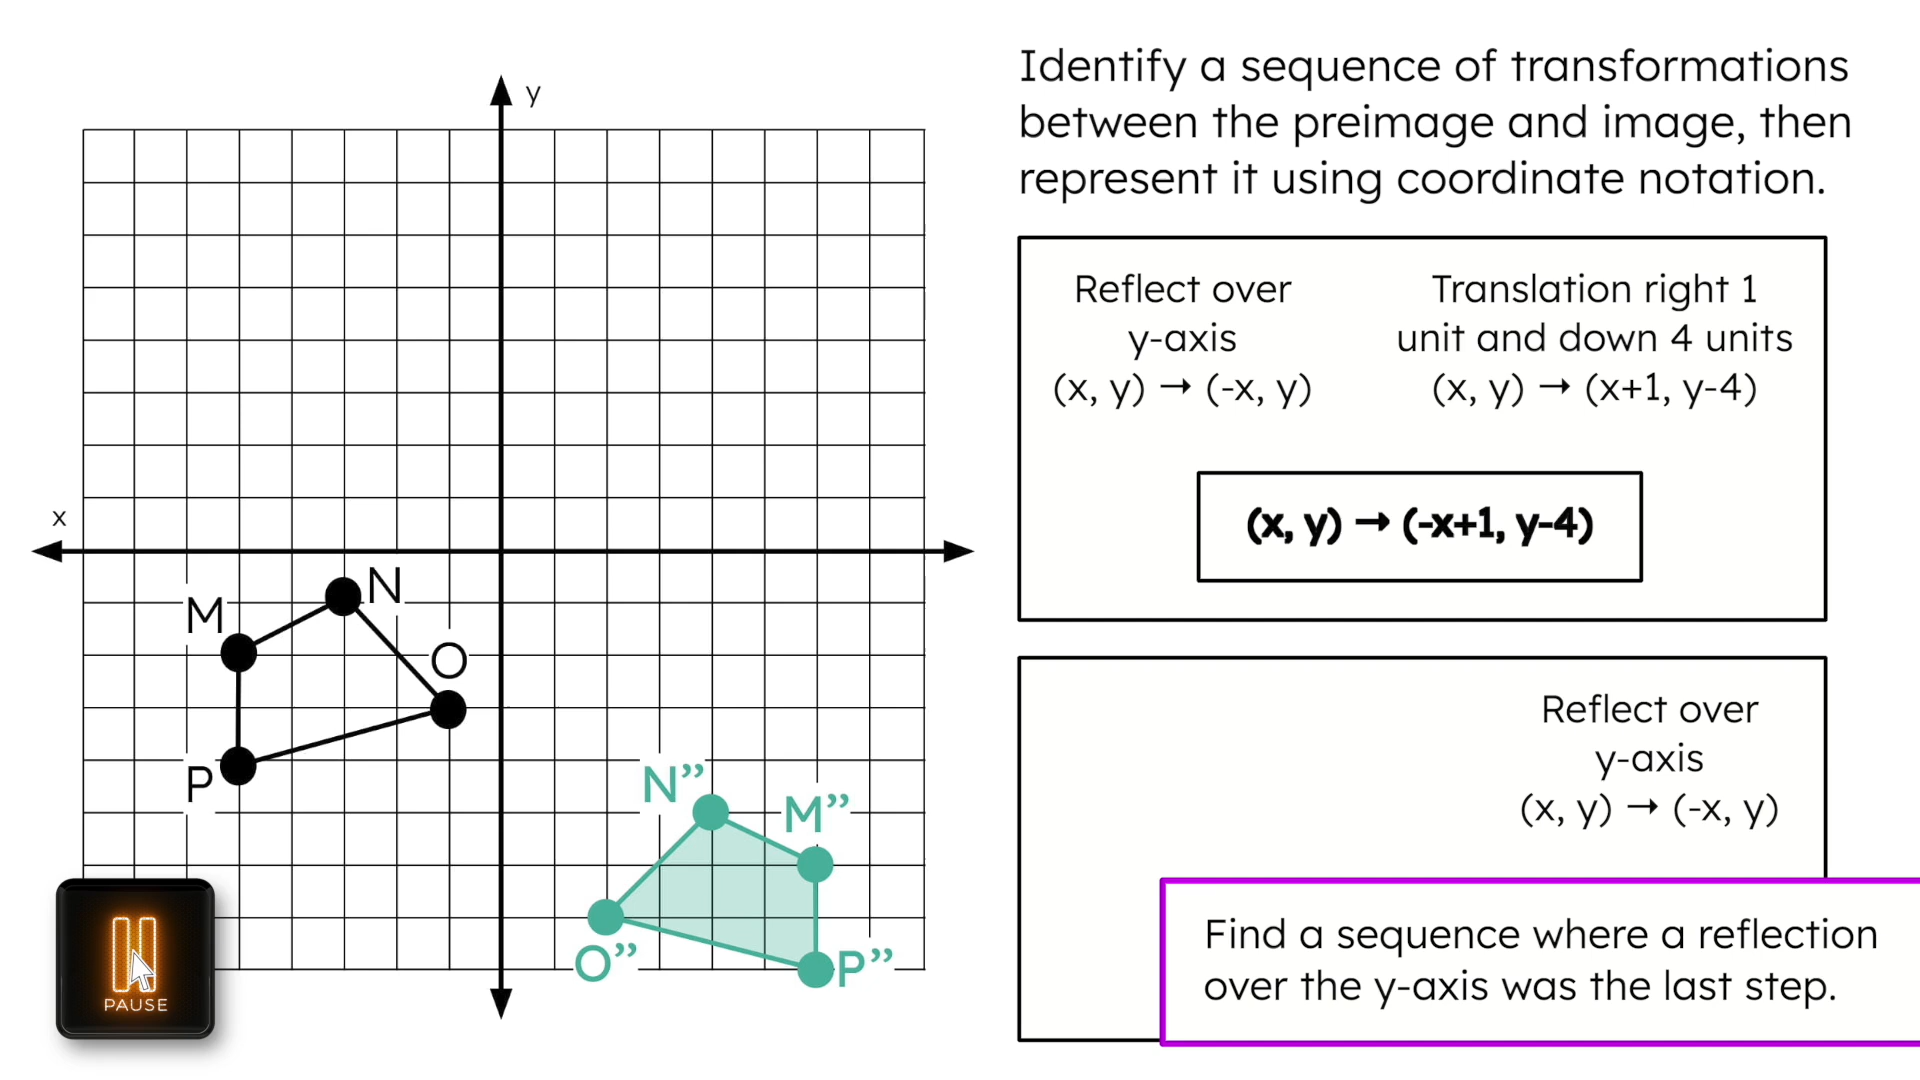 Identify a sequence of transformations
between the preimage and image, then
represent it using coordinate notation.
y
x
M
N
O
P
N”
M”
O”
P”
PAUSE
Reflect over
y-axis
(x, y) → (-x, y)
Translation right 1
unit and down 4 units
(x, y) → (x+1, y-4)
(x, y) → (-x+1, y-4)
Reflect over
y-axis
(x, y) → (-x, y)
Find a sequence where a reflection
over the y-axis was the last step.